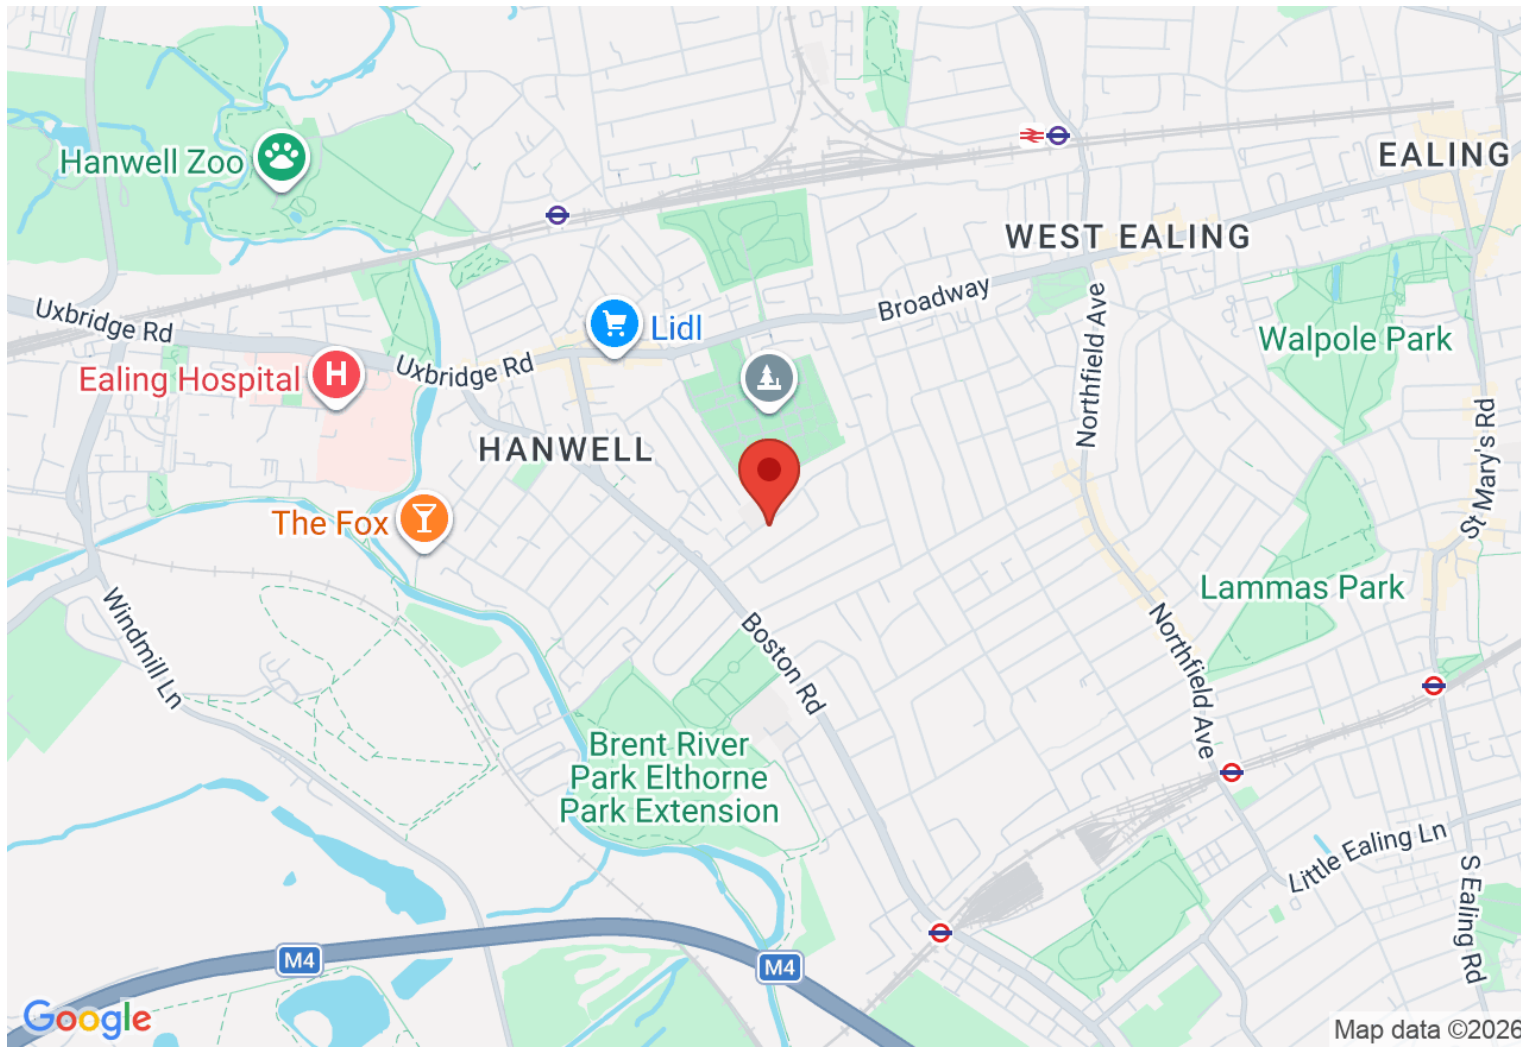 Hanwell Zoo
EALING
WEST EALING
Uxbridge Rd
Broadway
Lidl
Northfield Ave
Walpole Park
Ealing Hospital
H
Uxbridge Rd
St Mary's Rd
HANWELL
The Fox
Lammas Park
Windmill Ln
Boston Rd
Northfield Ave
Brent River
Park Elthorne
Park Extension
Little Ealing Ln
S Ealing Rd
M4
M4
Google
Map data ©2026